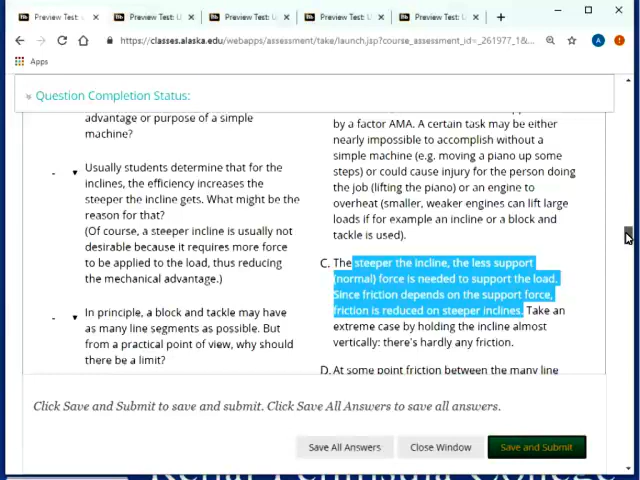 Preview Test:
Preview Test: U
Preview Test: U
Preview Test: U
Preview Test: U
https://classes.alaska.edu/webapps/assessment/take/launch.jsp?course_assessment_id=_261977_1&...
Apps
Question Completion Status:
advantage or purpose of a simple
machine?
Usually students determine that for the
inclines, the efficiency increases the
steeper the incline gets. What might be the
reason for that?
(Of course, a steeper incline is usually not
desirable because it requires more force
to be applied to the load, thus reducing
the mechanical advantage.)
In principle, a block and tackle may have
as many line segments as possible. But
from a practical point of view, why should
there be a limit?
by a factor AMA. A certain task may be either
nearly impossible to accomplish without a
simple machine (e.g. moving a piano up some
steps) or could cause injury for the person doing
the job (lifting the piano) or an engine to
overheat (smaller, weaker engines can lift large
loads if for example an incline or a block and
tackle is used).
C. The steeper the incline, the less support
(normal) force is needed to support the load.
Since friction depends on the support force,
friction is reduced on steeper inclines. Take an
extreme case by holding the incline almost
vertically: there's hardly any friction.
D. At some point friction between the many line
Click Save and Submit to save and submit. Click Save All Answers to save all answers.
Save All Answers
Close Window
Save and Submit
Kenai Peninsula College